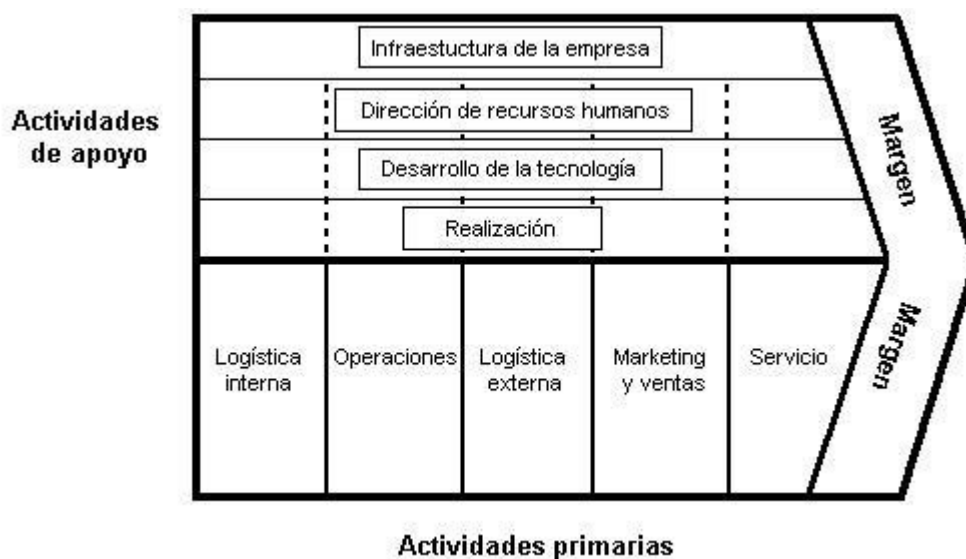 Infraestuctura de la empresa
Dirección de recursos humanos
Actividades
de apoyo
Desarrollo de la tecnología
Realización
Margen
Margen
Logística
interna
Operaciones
Logística
externa
Marketing
y ventas
Servicio
Actividades primarias